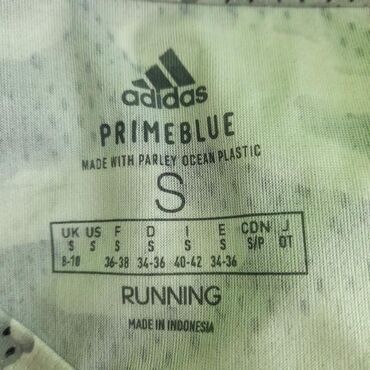 adidas
PRIMEBLUE
MADE WITH PARLEY OCEAN PLASTIC
S
UK US F D I E CDN J
S S S S S S S/P OT
8-10 36-38 34-36 40-42 34-36
RUNNING
MADE IN INDONESIA